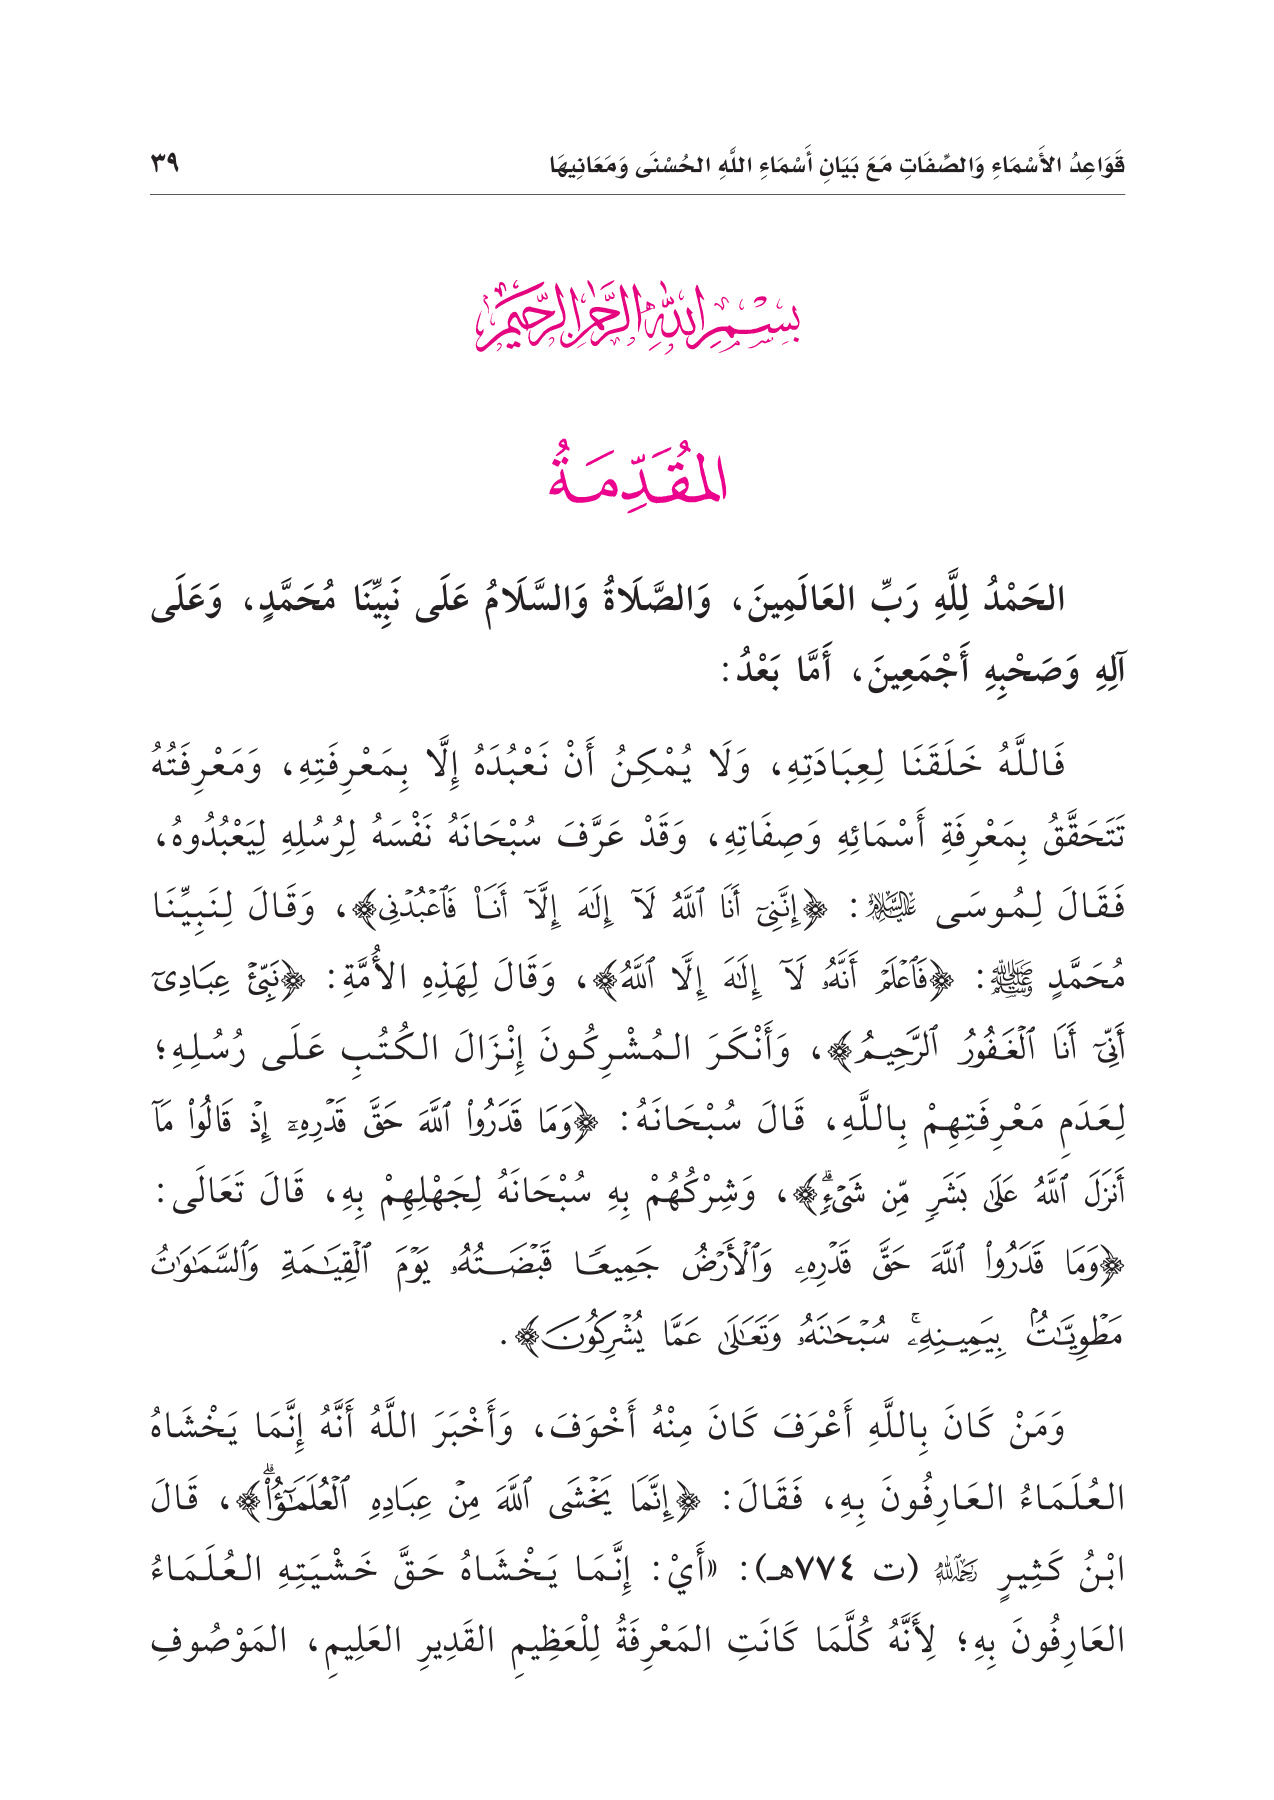 قَوَاعِدُ الأَسْمَاءِ وَالصِّفَاتِ مَعَ بَيَانِ أَسْمَاءِ اللَّهِ الحُسْنَى وَمَعَانِيهَا ٣٩
بِسْمِ اللَّهِ الرَّحْمَٰنِ الرَّحِيمِ
المُقَدِّمَةُ
الحَمْدُ لِلَّهِ رَبِّ العَالَمِينَ، وَالصَّلَاةُ وَالسَّلَامُ عَلَى نَبِيِّنَا مُحَمَّدٍ، وَعَلَى
آلِهِ وَصَحْبِهِ أَجْمَعِينَ، أَمَّا بَعْدُ:
فَاللَّهُ خَلَقَنَا لِعِبَادَتِهِ، وَلَا يُمْكِنُ أَنْ نَعْبُدَهُ إِلَّا بِمَعْرِفَتِهِ، وَمَعْرِفَتُهُ
تَتَحَقَّقُ بِمَعْرِفَةِ أَسْمَائِهِ وَصِفَاتِهِ، وَقَدْ عَرَّفَ سُبْحَانَهُ نَفْسَهُ لِرُسُلِهِ لِيَعْبُدُوهُ،
فَقَالَ لِمُوسَى عَلَيْهِ السَّلَامُ: ﴿إِنَّنِيٓ أَنَا ٱللَّهُ لَآ إِلَٰهَ إِلَّآ أَنَا۠ فَٱعۡبُدۡنِي﴾، وَقَالَ لِنَبِيِّنَا
مُحَمَّدٍ ﷺ: ﴿فَٱعۡلَمۡ أَنَّهُۥ لَآ إِلَٰهَ إِلَّا ٱللَّهُ﴾، وَقَالَ لِهَذِهِ الأُمَّةِ: ﴿نَبِّئۡ عِبَادِيٓ
أَنِّيٓ أَنَا ٱلۡغَفُورُ ٱلرَّحِيمُ﴾، وَأَنْكَرَ المُشْرِكُونَ إِنْزَالَ الكُتُبِ عَلَى رُسُلِهِ؛
لِعَدَمِ مَعْرِفَتِهِمْ بِاللَّهِ، قَالَ سُبْحَانَهُ: ﴿وَمَا قَدَرُواْ ٱللَّهَ حَقَّ قَدۡرِهِۦٓ إِذۡ قَالُواْ مَآ
أَنزَلَ ٱللَّهُ عَلَىٰ بَشَرٖ مِّن شَيۡءٖۗ﴾، وَشِرْكُهُمْ بِهِ سُبْحَانَهُ لِجَهْلِهِمْ بِهِ، قَالَ تَعَالَى:
﴿وَمَا قَدَرُواْ ٱللَّهَ حَقَّ قَدۡرِهِۦ وَٱلۡأَرۡضُ جَمِيعٗا قَبۡضَتُهُۥ يَوۡمَ ٱلۡقِيَٰمَةِ وَٱلسَّمَٰوَٰتُ
مَطۡوِيَّٰتُۢ بِيَمِينِهِۦۚ سُبۡحَٰنَهُۥ وَتَعَٰلَىٰ عَمَّا يُشۡرِكُونَ﴾.
وَمَنْ كَانَ بِاللَّهِ أَعْرَفَ كَانَ مِنْهُ أَخْوَفَ، وَأَخْبَرَ اللَّهُ أَنَّهُ إِنَّمَا يَخْشَاهُ
العُلَمَاءُ العَارِفُونَ بِهِ، فَقَالَ: ﴿إِنَّمَا يَخۡشَى ٱللَّهَ مِنۡ عِبَادِهِ ٱلۡعُلَمَٰٓؤُاْۗ﴾، قَالَ
ابْنُ كَثِيرٍ رَحِمَهُ اللَّهُ (ت ٧٧٤هـ): «أَيْ: إِنَّمَا يَخْشَاهُ حَقَّ خَشْيَتِهِ العُلَمَاءُ
العَارِفُونَ بِهِ؛ لِأَنَّهُ كُلَّمَا كَانَتِ المَعْرِفَةُ لِلْعَظِيمِ القَدِيرِ العَلِيمِ، المَوْصُوفِ